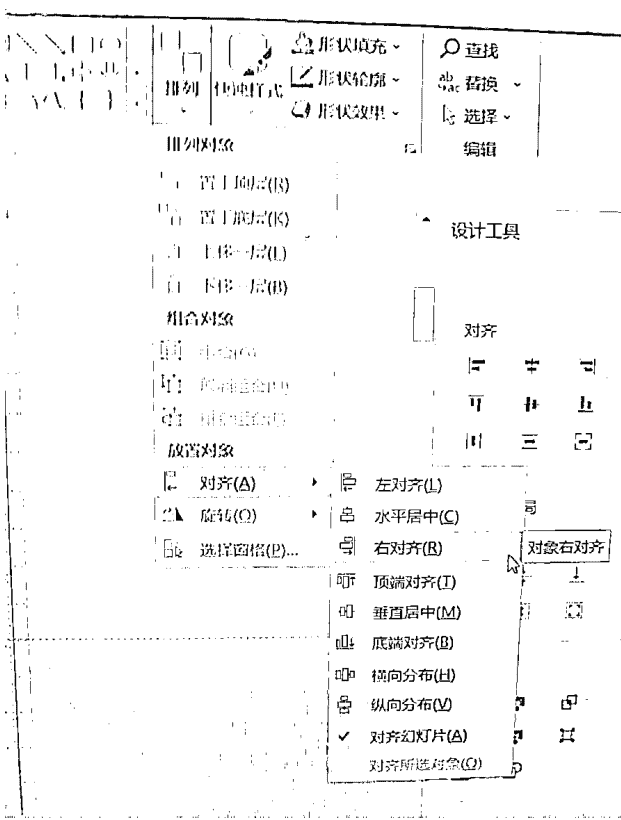 形状填充
形状轮廓
形状效果
排列
快速样式
查找
替换
选择
编辑
排列对象
置于顶层(R)
置于底层(K)
上移一层(L)
下移一层(B)
组合对象
放置对象
对齐(A)
旋转(O)
选择窗格(P)...
设计工具
对齐
左对齐(L)
水平居中(C)
右对齐(R)
对象右对齐
顶端对齐(T)
垂直居中(M)
底端对齐(B)
横向分布(H)
纵向分布(V)
对齐幻灯片(A)
对齐所选对象(O)